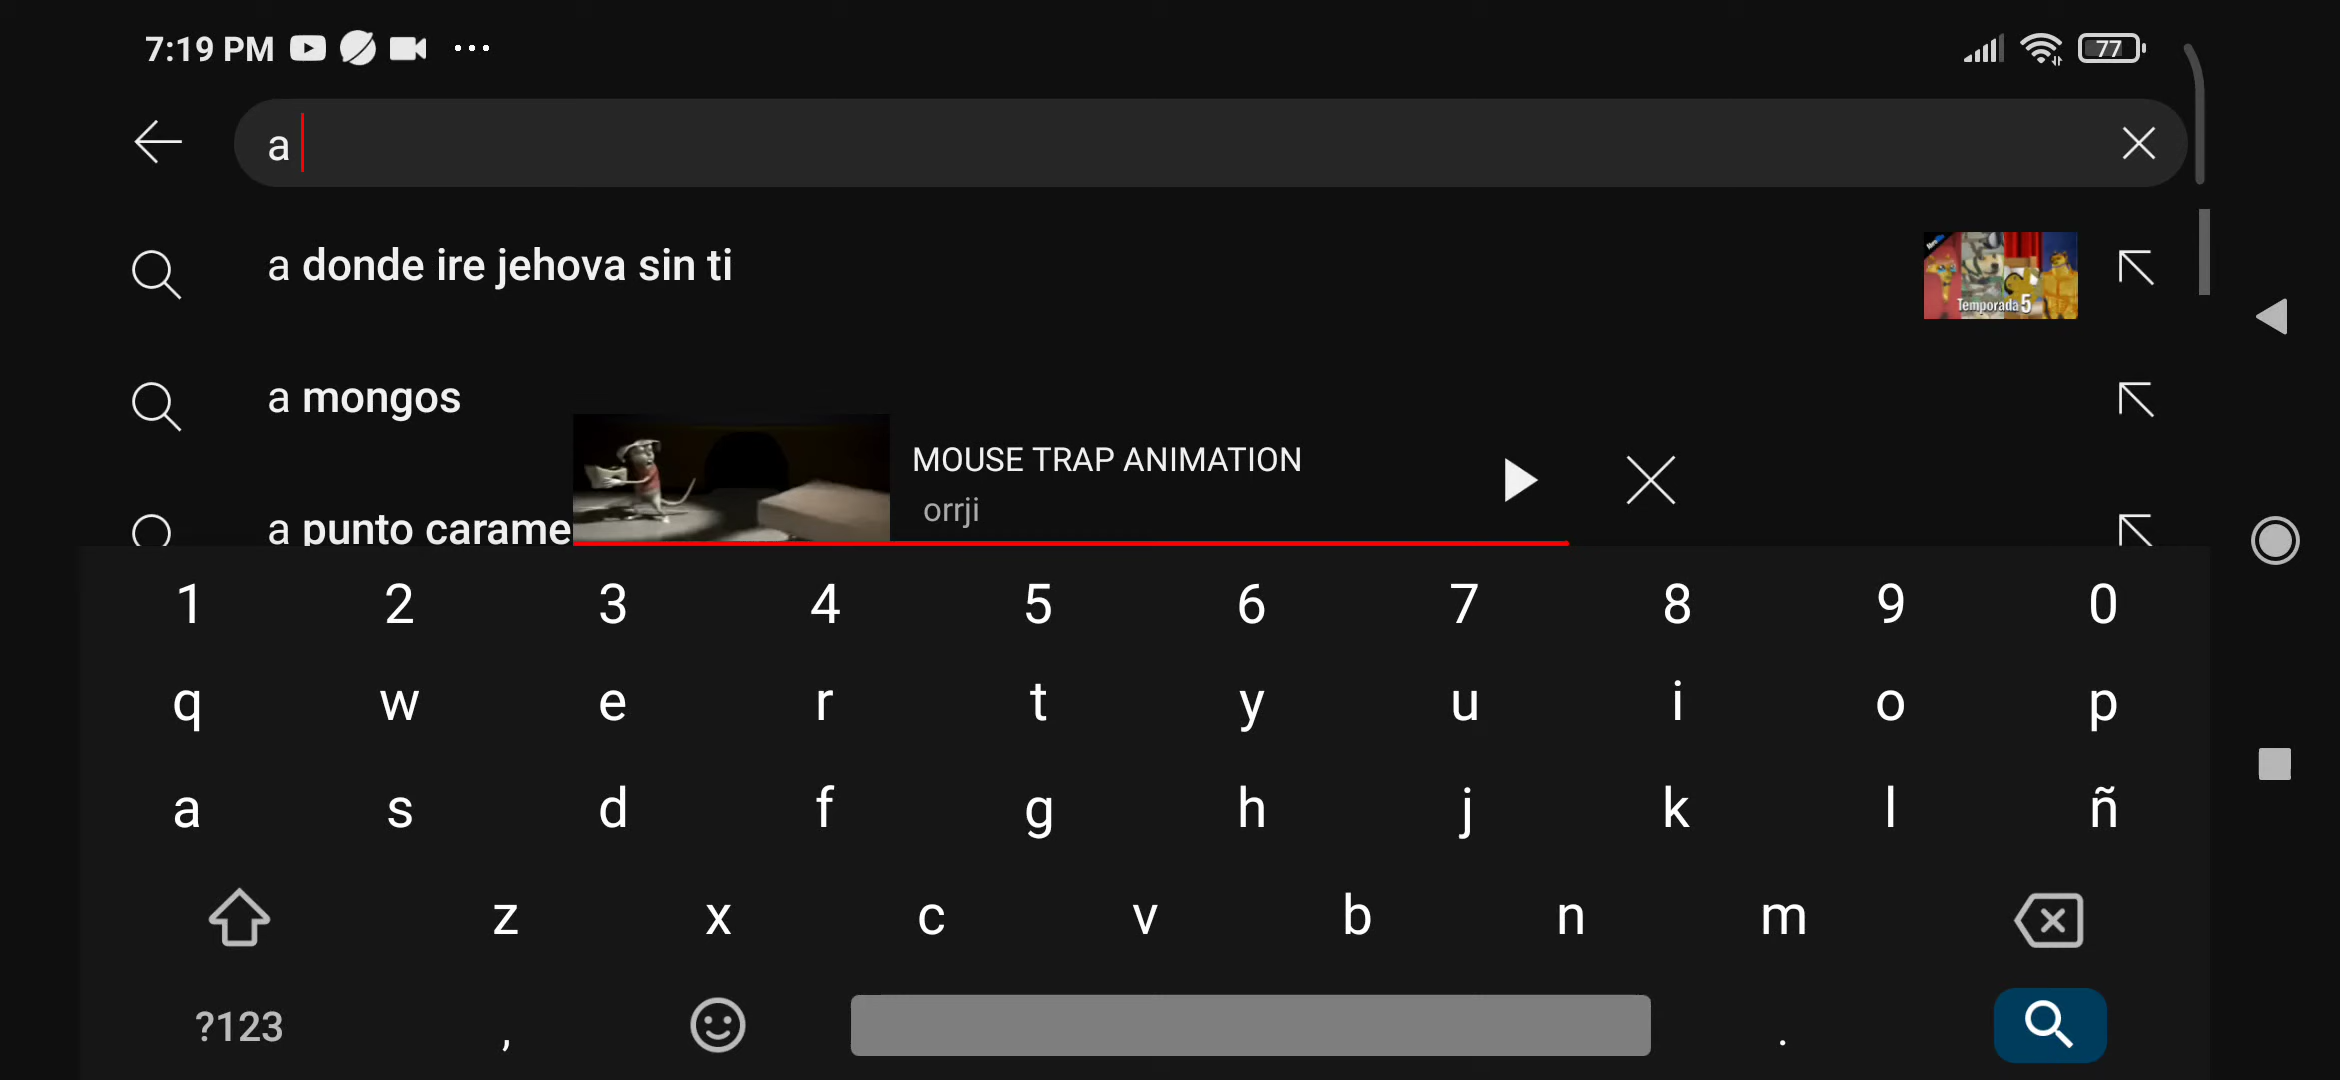 7:19 PM
77
a
a donde ire jehova sin ti
Temporada 5
a mongos
MOUSE TRAP ANIMATION
orrji
a punto carame
1 2 3 4 5 6 7 8 9 0
q w e r t y u i o p
a s d f g h j k l ñ
z x c v b n m
?123 , .